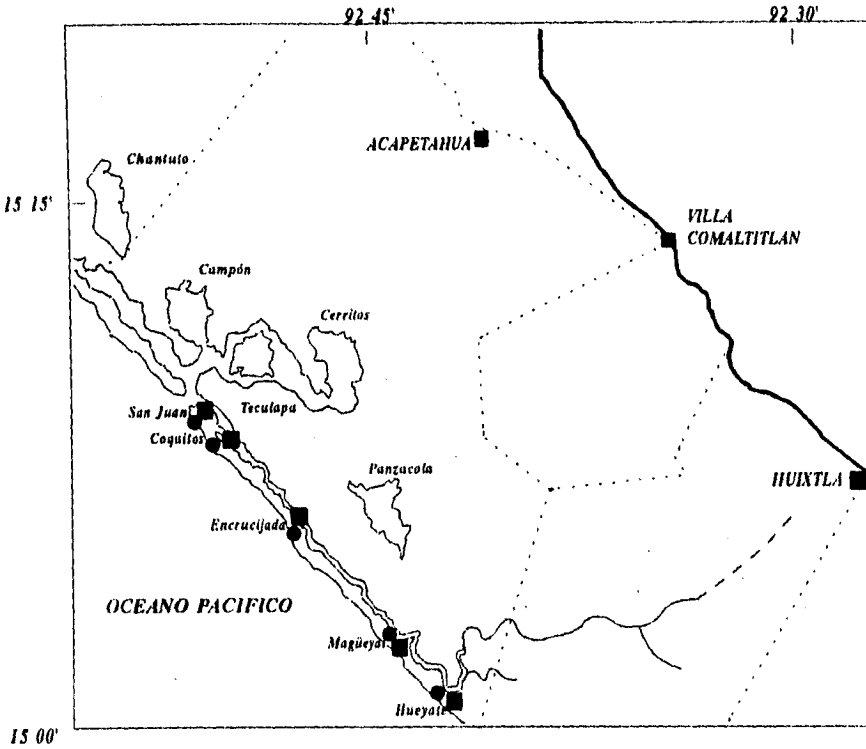 92 45'
92 30'
ACAPETAHUA
Chantuto
15 15'
VILLA
COMALTITLAN
Campón
Cerritos
San Juan
Teculapa
Coquitos
Panzacola
HUIXTLA
Encrucijada
OCEANO PACIFICO
Magüeyal
Hueyate
15 00'